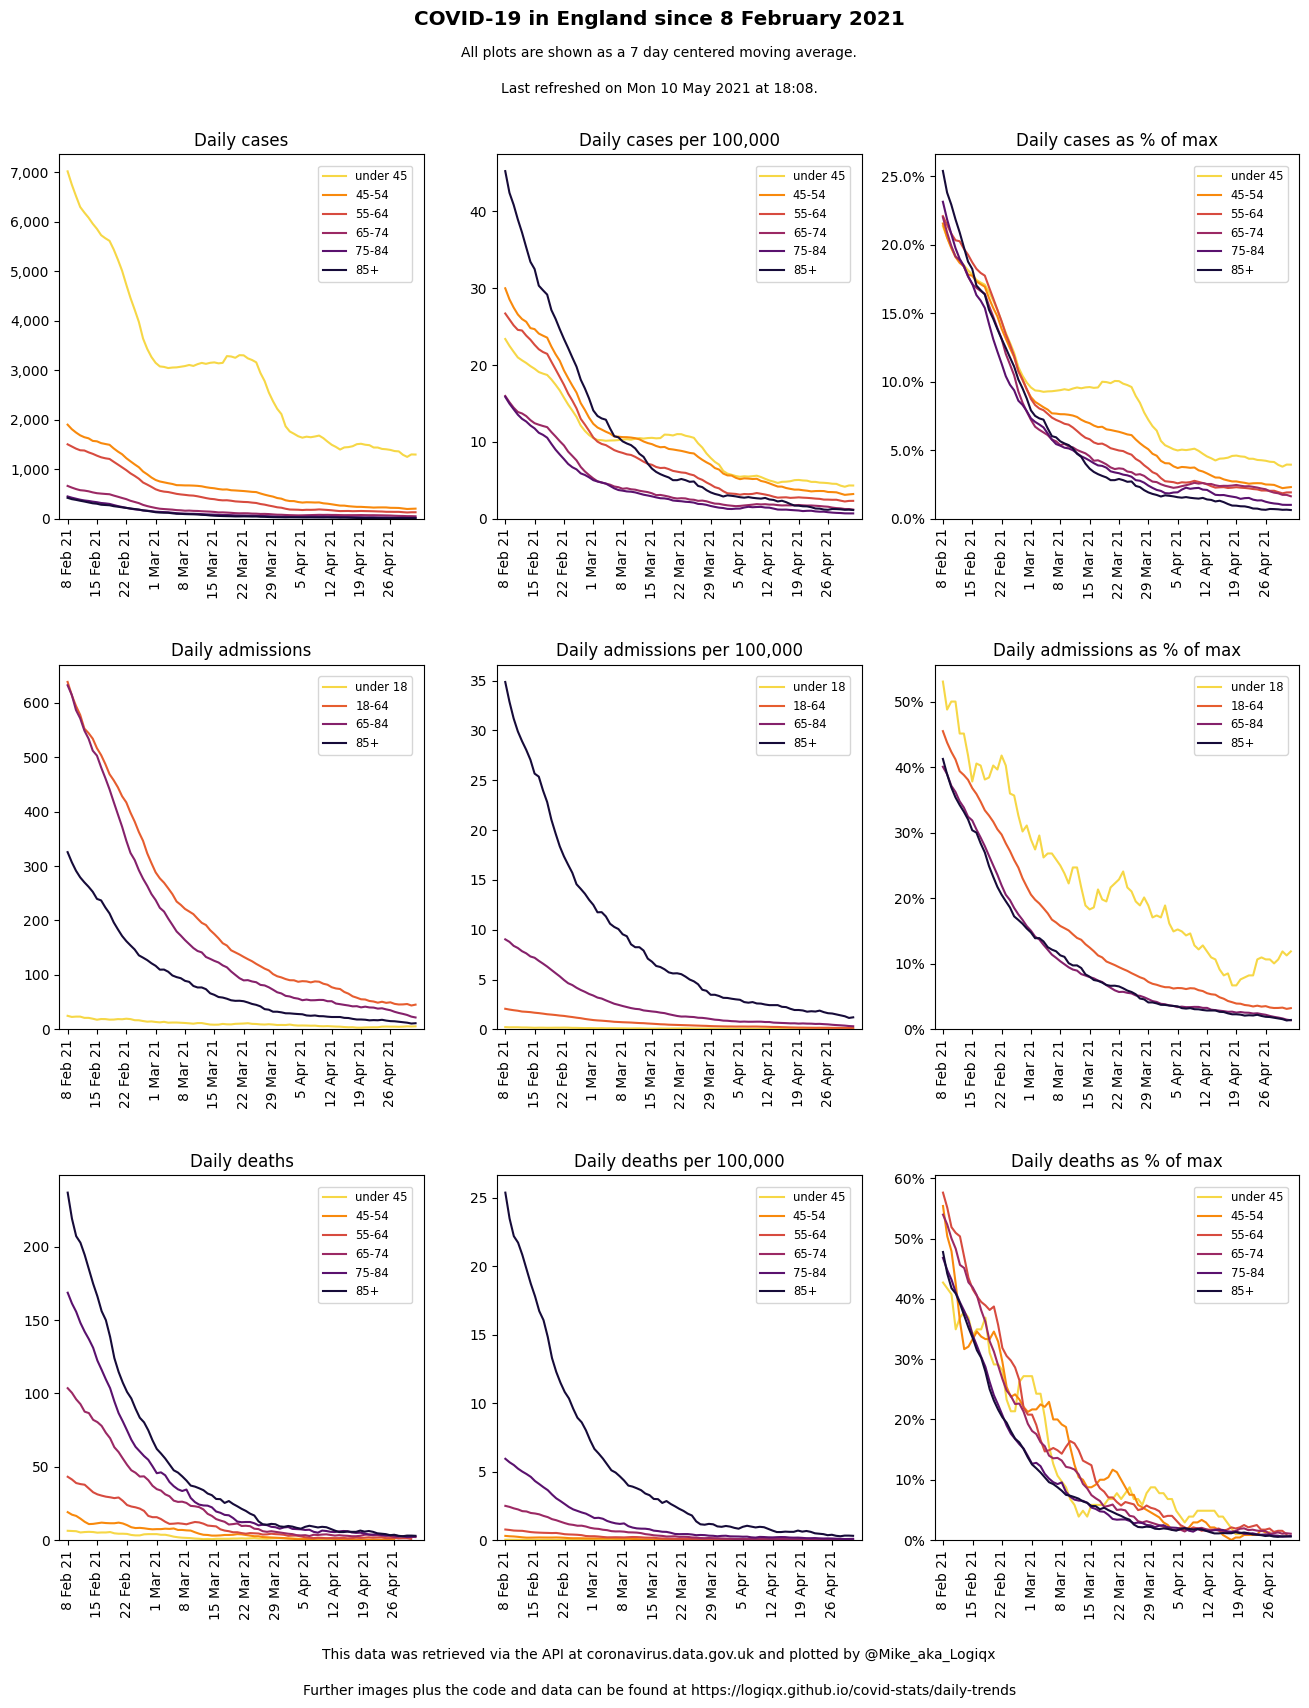 COVID-19 in England since 8 February 2021
All plots are shown as a 7 day centered moving average.
Last refreshed on Mon 10 May 2021 at 18:08.
Daily cases
7,000
6,000
5,000
4,000
3,000
2,000
1,000
0
under 45
45-54
55-64
65-74
75-84
85+
8 Feb 21
15 Feb 21
22 Feb 21
1 Mar 21
8 Mar 21
15 Mar 21
22 Mar 21
29 Mar 21
5 Apr 21
12 Apr 21
19 Apr 21
26 Apr 21
Daily cases per 100,000
40
30
20
10
0
under 45
45-54
55-64
65-74
75-84
85+
8 Feb 21
15 Feb 21
22 Feb 21
1 Mar 21
8 Mar 21
15 Mar 21
22 Mar 21
29 Mar 21
5 Apr 21
12 Apr 21
19 Apr 21
26 Apr 21
Daily cases as % of max
25.0%
20.0%
15.0%
10.0%
5.0%
0.0%
under 45
45-54
55-64
65-74
75-84
85+
8 Feb 21
15 Feb 21
22 Feb 21
1 Mar 21
8 Mar 21
15 Mar 21
22 Mar 21
29 Mar 21
5 Apr 21
12 Apr 21
19 Apr 21
26 Apr 21
Daily admissions
600
500
400
300
200
100
0
under 18
18-64
65-84
85+
8 Feb 21
15 Feb 21
22 Feb 21
1 Mar 21
8 Mar 21
15 Mar 21
22 Mar 21
29 Mar 21
5 Apr 21
12 Apr 21
19 Apr 21
26 Apr 21
Daily admissions per 100,000
35
30
25
20
15
10
5
0
under 18
18-64
65-84
85+
8 Feb 21
15 Feb 21
22 Feb 21
1 Mar 21
8 Mar 21
15 Mar 21
22 Mar 21
29 Mar 21
5 Apr 21
12 Apr 21
19 Apr 21
26 Apr 21
Daily admissions as % of max
50%
40%
30%
20%
10%
0%
under 18
18-64
65-84
85+
8 Feb 21
15 Feb 21
22 Feb 21
1 Mar 21
8 Mar 21
15 Mar 21
22 Mar 21
29 Mar 21
5 Apr 21
12 Apr 21
19 Apr 21
26 Apr 21
Daily deaths
200
150
100
50
0
under 45
45-54
55-64
65-74
75-84
85+
8 Feb 21
15 Feb 21
22 Feb 21
1 Mar 21
8 Mar 21
15 Mar 21
22 Mar 21
29 Mar 21
5 Apr 21
12 Apr 21
19 Apr 21
26 Apr 21
Daily deaths per 100,000
25
20
15
10
5
0
under 45
45-54
55-64
65-74
75-84
85+
8 Feb 21
15 Feb 21
22 Feb 21
1 Mar 21
8 Mar 21
15 Mar 21
22 Mar 21
29 Mar 21
5 Apr 21
12 Apr 21
19 Apr 21
26 Apr 21
Daily deaths as % of max
60%
50%
40%
30%
20%
10%
0%
under 45
45-54
55-64
65-74
75-84
85+
8 Feb 21
15 Feb 21
22 Feb 21
1 Mar 21
8 Mar 21
15 Mar 21
22 Mar 21
29 Mar 21
5 Apr 21
12 Apr 21
19 Apr 21
26 Apr 21
This data was retrieved via the API at coronavirus.data.gov.uk and plotted by @Mike_aka_Logiqx
Further images plus the code and data can be found at https://logiqx.github.io/covid-stats/daily-trends